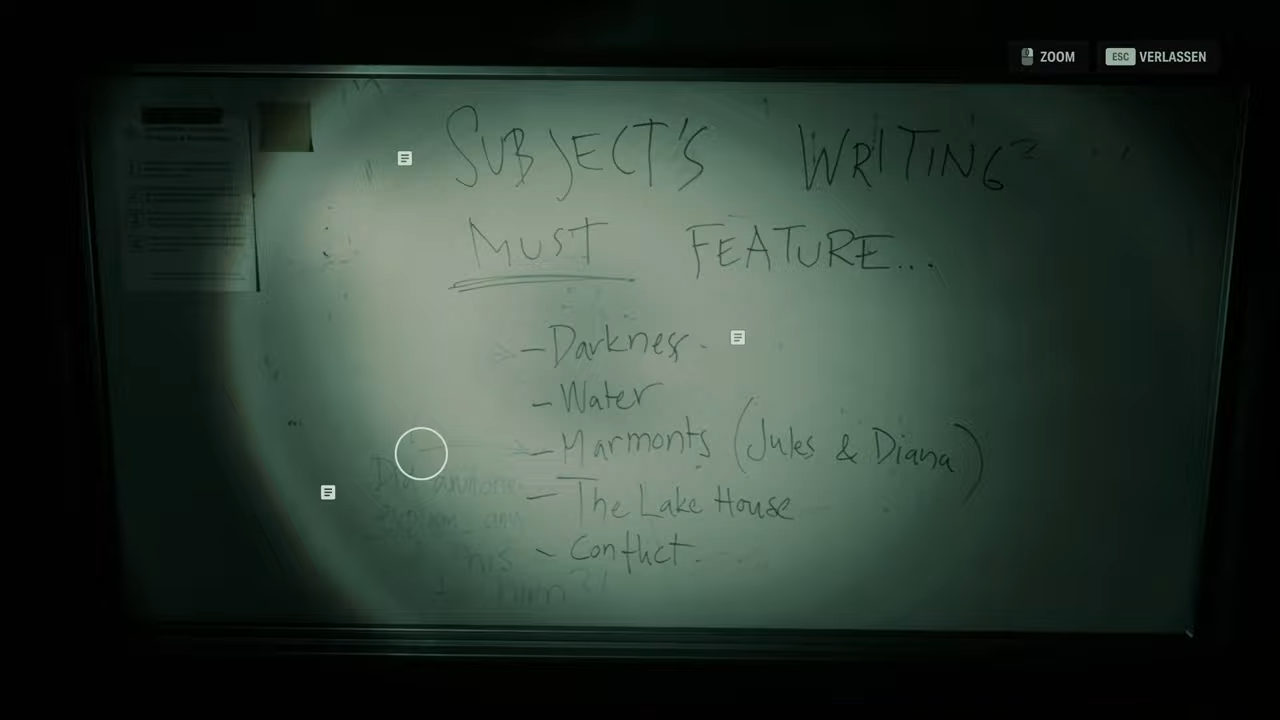 ZOOM
ESC VERLASSEN
SUBJECT'S WRITING
MUST FEATURE...
- Darkness
- Water
- Marmonts (Jules & Diana)
- The Lake House
- Conflict